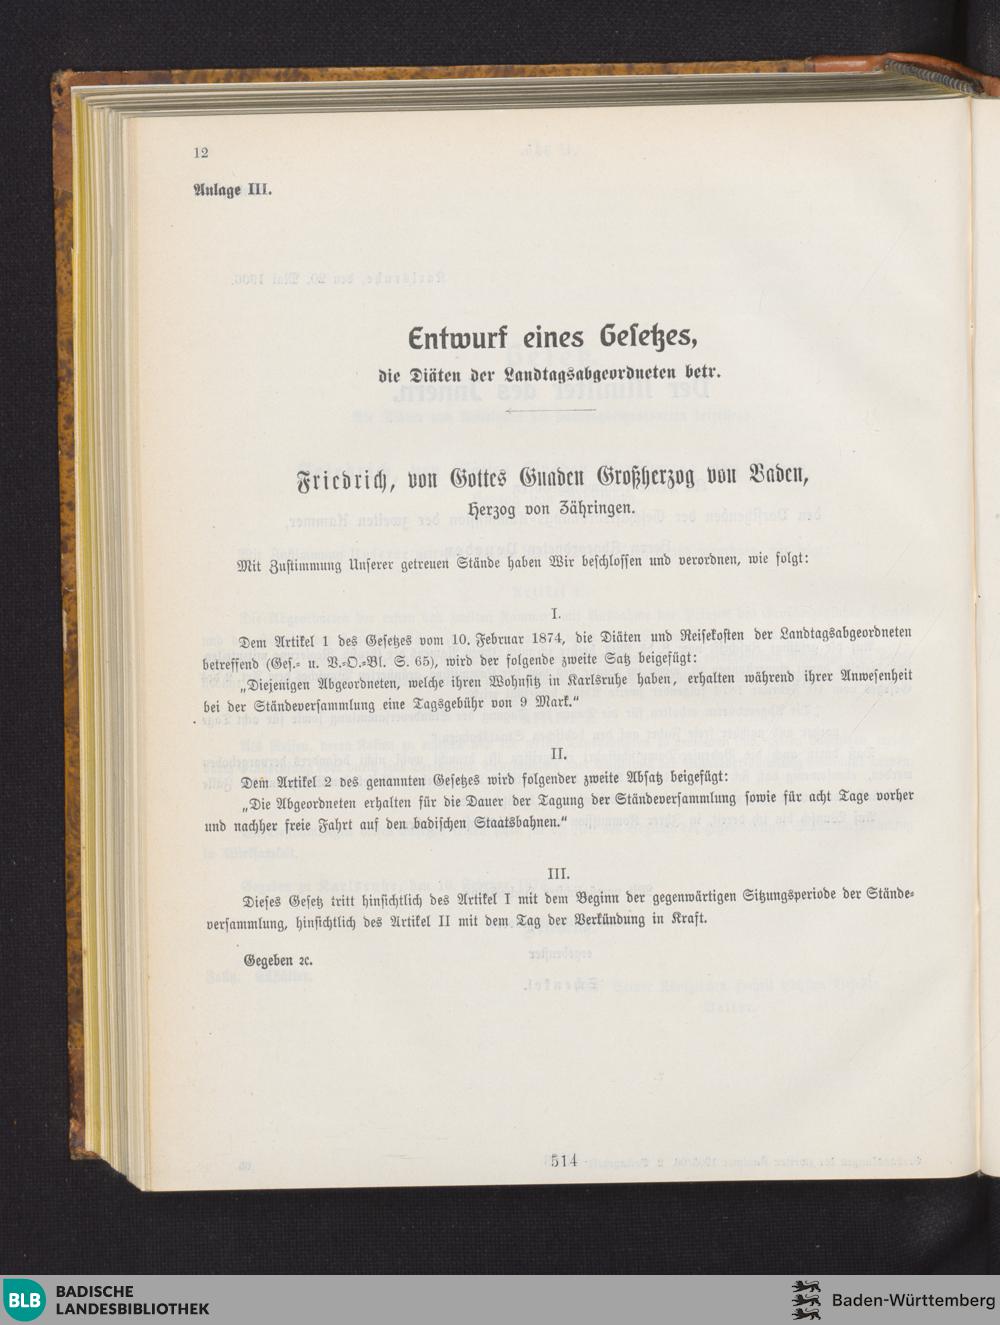 12
Anlage III.
Entwurf eines Gesetzes,
die Diäten der Landtagsabgeordneten betr.
Friedrich, von Gottes Gnaden Großherzog von Baden,
Herzog von Zähringen.
Mit Zustimmung Unserer getreuen Stände haben Wir beschlossen und verordnen, wie folgt:
I.
Dem Artikel 1 des Gesetzes vom 10. Februar 1874, die Diäten und Reisekosten der Landtagsabgeordneten
betreffend (Ges.- u. V.-O.-Bl. S. 65), wird der folgende zweite Satz beigefügt:
„Diejenigen Abgeordneten, welche ihren Wohnsitz in Karlsruhe haben, erhalten während ihrer Anwesenheit
bei der Ständeversammlung eine Tagsgebühr von 9 Mark.“
II.
Dem Artikel 2 des genannten Gesetzes wird folgender zweite Absatz beigefügt:
„Die Abgeordneten erhalten für die Dauer der Tagung der Ständeversammlung sowie für acht Tage vorher
und nachher freie Fahrt auf den badischen Staatsbahnen.“
III.
Dieses Gesetz tritt hinsichtlich des Artikel I mit dem Beginn der gegenwärtigen Sitzungsperiode der Stände-
versammlung, hinsichtlich des Artikel II mit dem Tag der Verkündung in Kraft.
Gegeben ꝛc.
514
BLB BADISCHE
LANDESBIBLIOTHEK
Baden-Württemberg